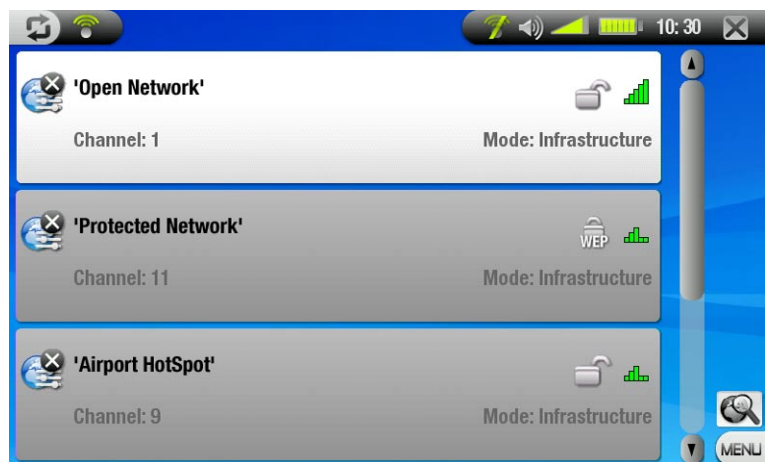 10:30
'Open Network'
Channel: 1 Mode: Infrastructure
'Protected Network'
WEP
Channel: 11 Mode: Infrastructure
'Airport HotSpot'
Channel: 9 Mode: Infrastructure
MENU